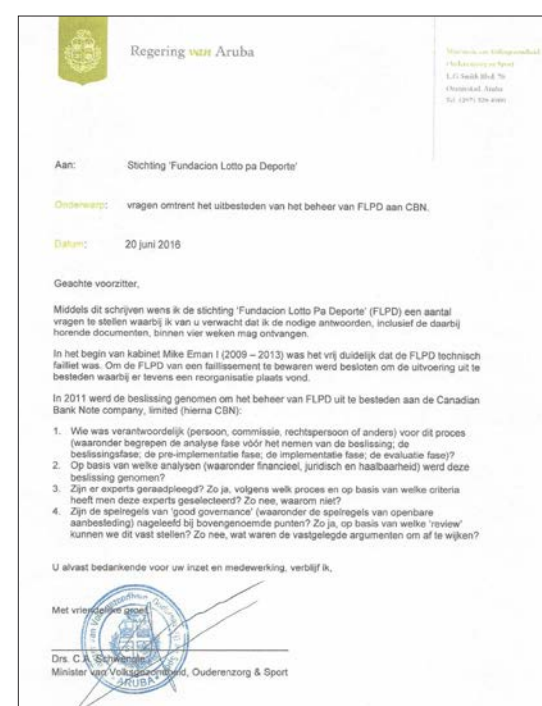 Regering van Aruba
Minister van Volksgezondheid
Ouderenzorg en Sport
L.G. Smith Blvd. 76
Oranjestad, Aruba
Aan: Stichting 'Fundacion Lotto pa Deporte'
Onderwerp: vragen omtrent het uitbesteden van het beheer van FLPD aan CBN.
Datum: 20 juni 2016
Geachte voorzitter,
Middels dit schrijven wens ik de stichting 'Fundacion Lotto Pa Deporte' (FLPD) een aantal
vragen te stellen waarbij ik van u verwacht dat ik de nodige antwoorden, inclusief de daarbij
horende documenten, binnen vier weken mag ontvangen.
In het begin van kabinet Mike Eman I (2009 – 2013) was het vrij duidelijk dat de FLPD technisch
failliet was. Om de FLPD van een faillissement te bewaren werd besloten om de uitvoering uit te
besteden waarbij er tevens een reorganisatie plaats vond.
In 2011 werd de beslissing genomen om het beheer van FLPD uit te besteden aan de Canadian
Bank Note company, limited (hierna CBN):
1. Wie was verantwoordelijk (persoon, commissie, rechtspersoon of anders) voor dit proces
(waaronder begrepen de analyse fase vóór het nemen van de beslissing; de
beslissingsfase; de pre-implementatie fase; de implementatie fase; de evaluatie fase)?
2. Op basis van welke analysen (waaronder financieel, juridisch en haalbaarheid) werd deze
beslissing genomen?
3. Zijn er experts geraadpleegd? Zo ja, volgens welk proces en op basis van welke criteria
heeft men deze experts geselecteerd? Zo nee, waarom niet?
4. Zijn de spelregels van 'good governance' (waaronder de spelregels van openbare
aanbesteding) nageleefd bij bovengenoemde punten? Zo ja, op basis van welke 'review'
kunnen we dit vast stellen? Zo nee, wat waren de vastgelegde argumenten om af te wijken?
U alvast bedankende voor uw inzet en medewerking, verblijf ik,
Met vriendelijke groet,
Drs. C.A. Schwengle
Minister van Volksgezondheid, Ouderenzorg & Sport
ARUBA